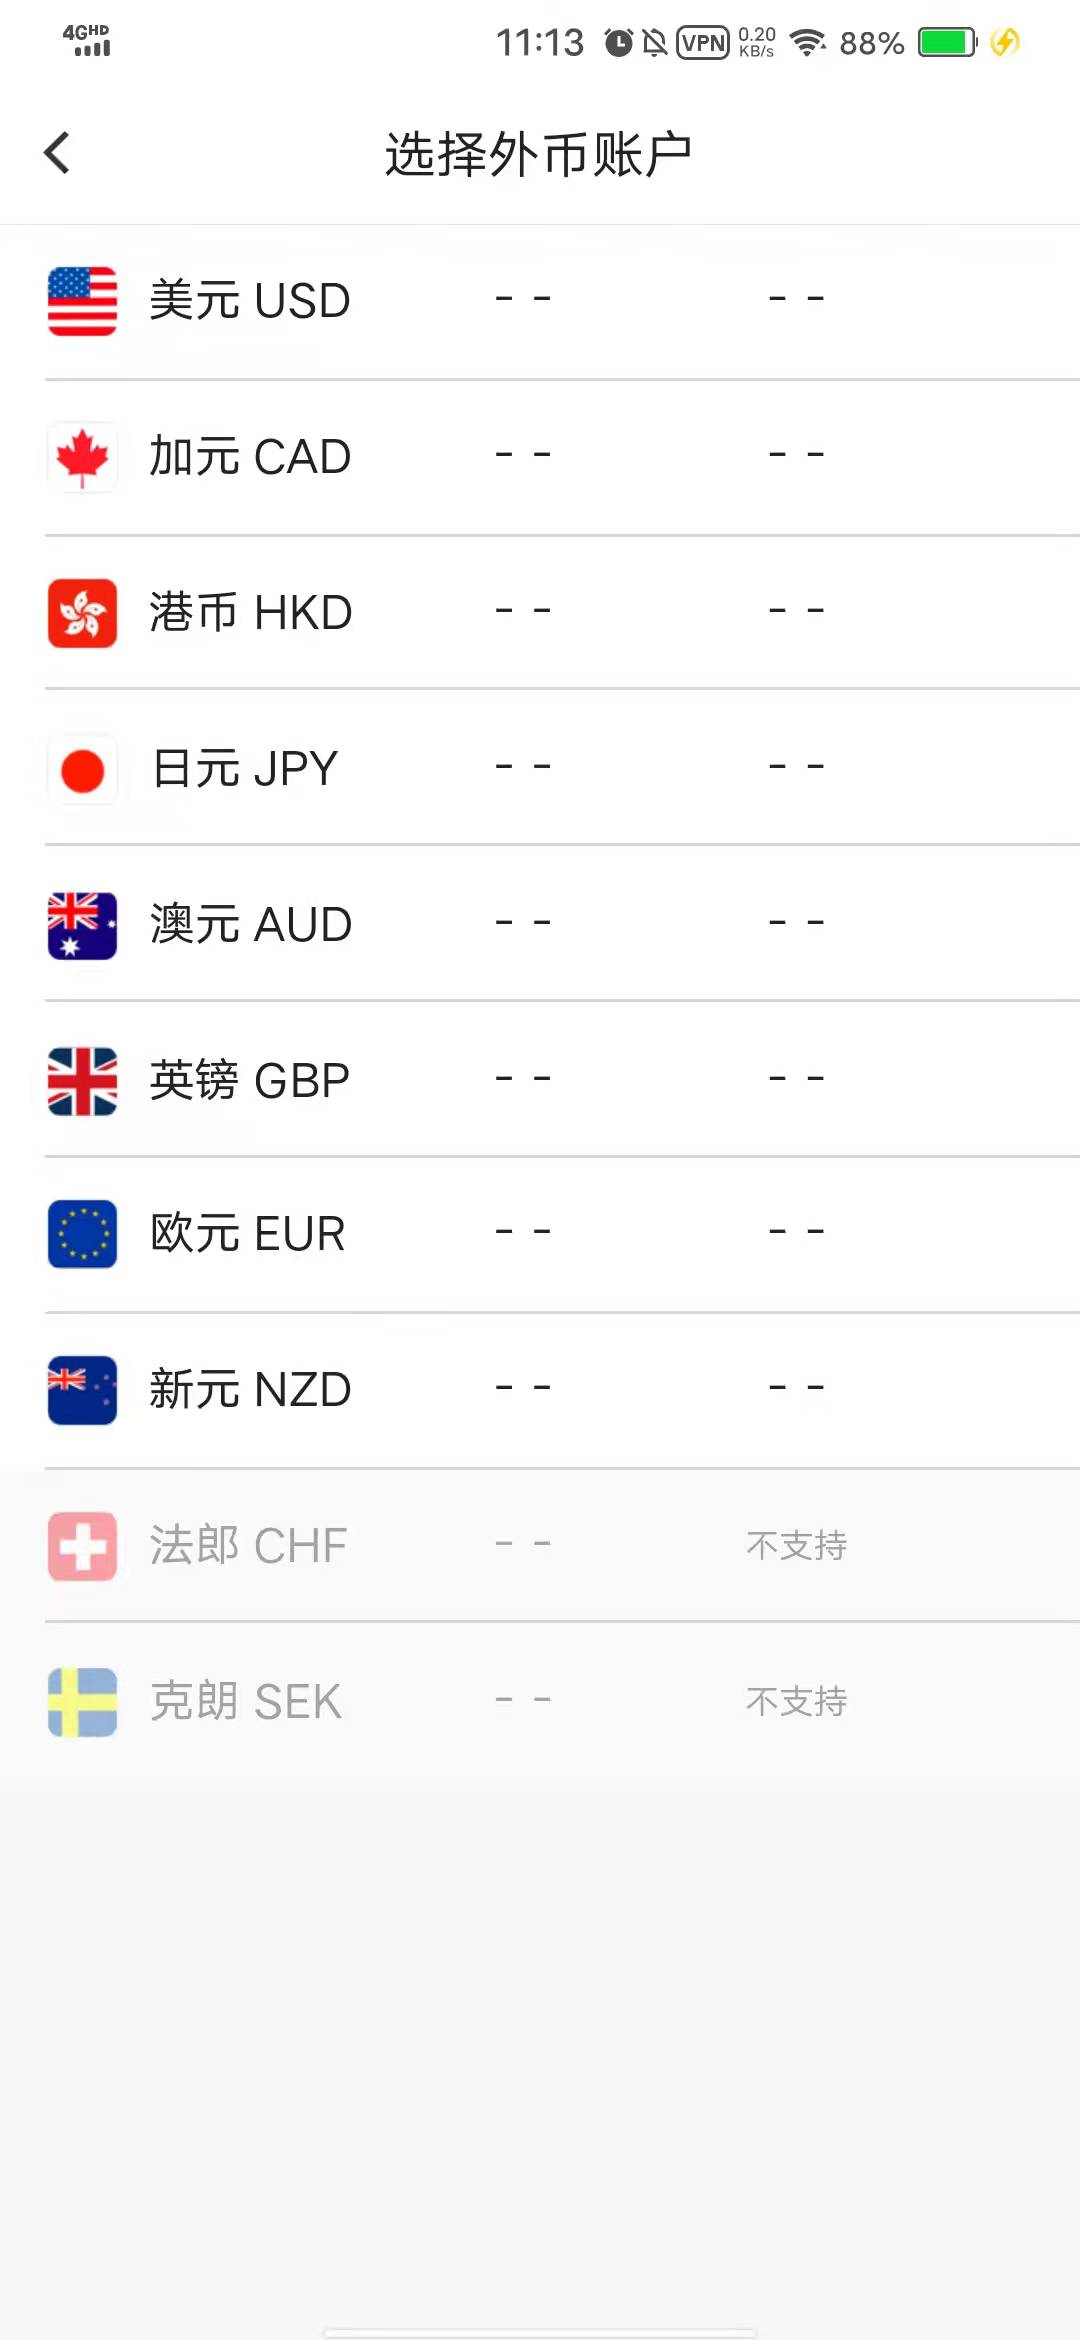 4GHD 11:13 VPN 0.20 KB/s 88%
选择外币账户
美元 USD -- --
加元 CAD -- --
港币 HKD -- --
日元 JPY -- --
澳元 AUD -- --
英镑 GBP -- --
欧元 EUR -- --
新元 NZD -- --
法郎 CHF -- 不支持
克朗 SEK -- 不支持